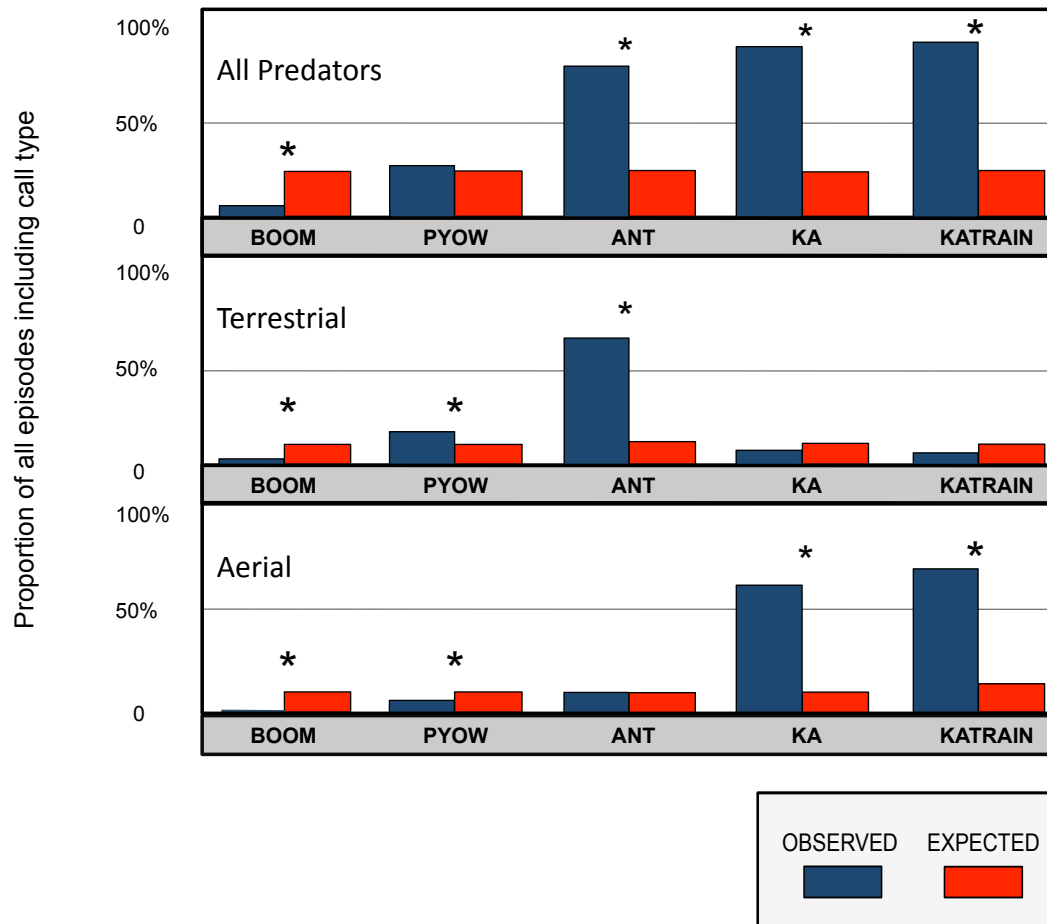 Proportion of all episodes including call type
100%
*
*
*
All Predators
50%
*
0
BOOM PYOW ANT KA KATRAIN
100%
Terrestrial
*
50%
*
*
0
BOOM PYOW ANT KA KATRAIN
100%
*
*
Aerial
50%
*
*
0
BOOM PYOW ANT KA KATRAIN
OBSERVED EXPECTED